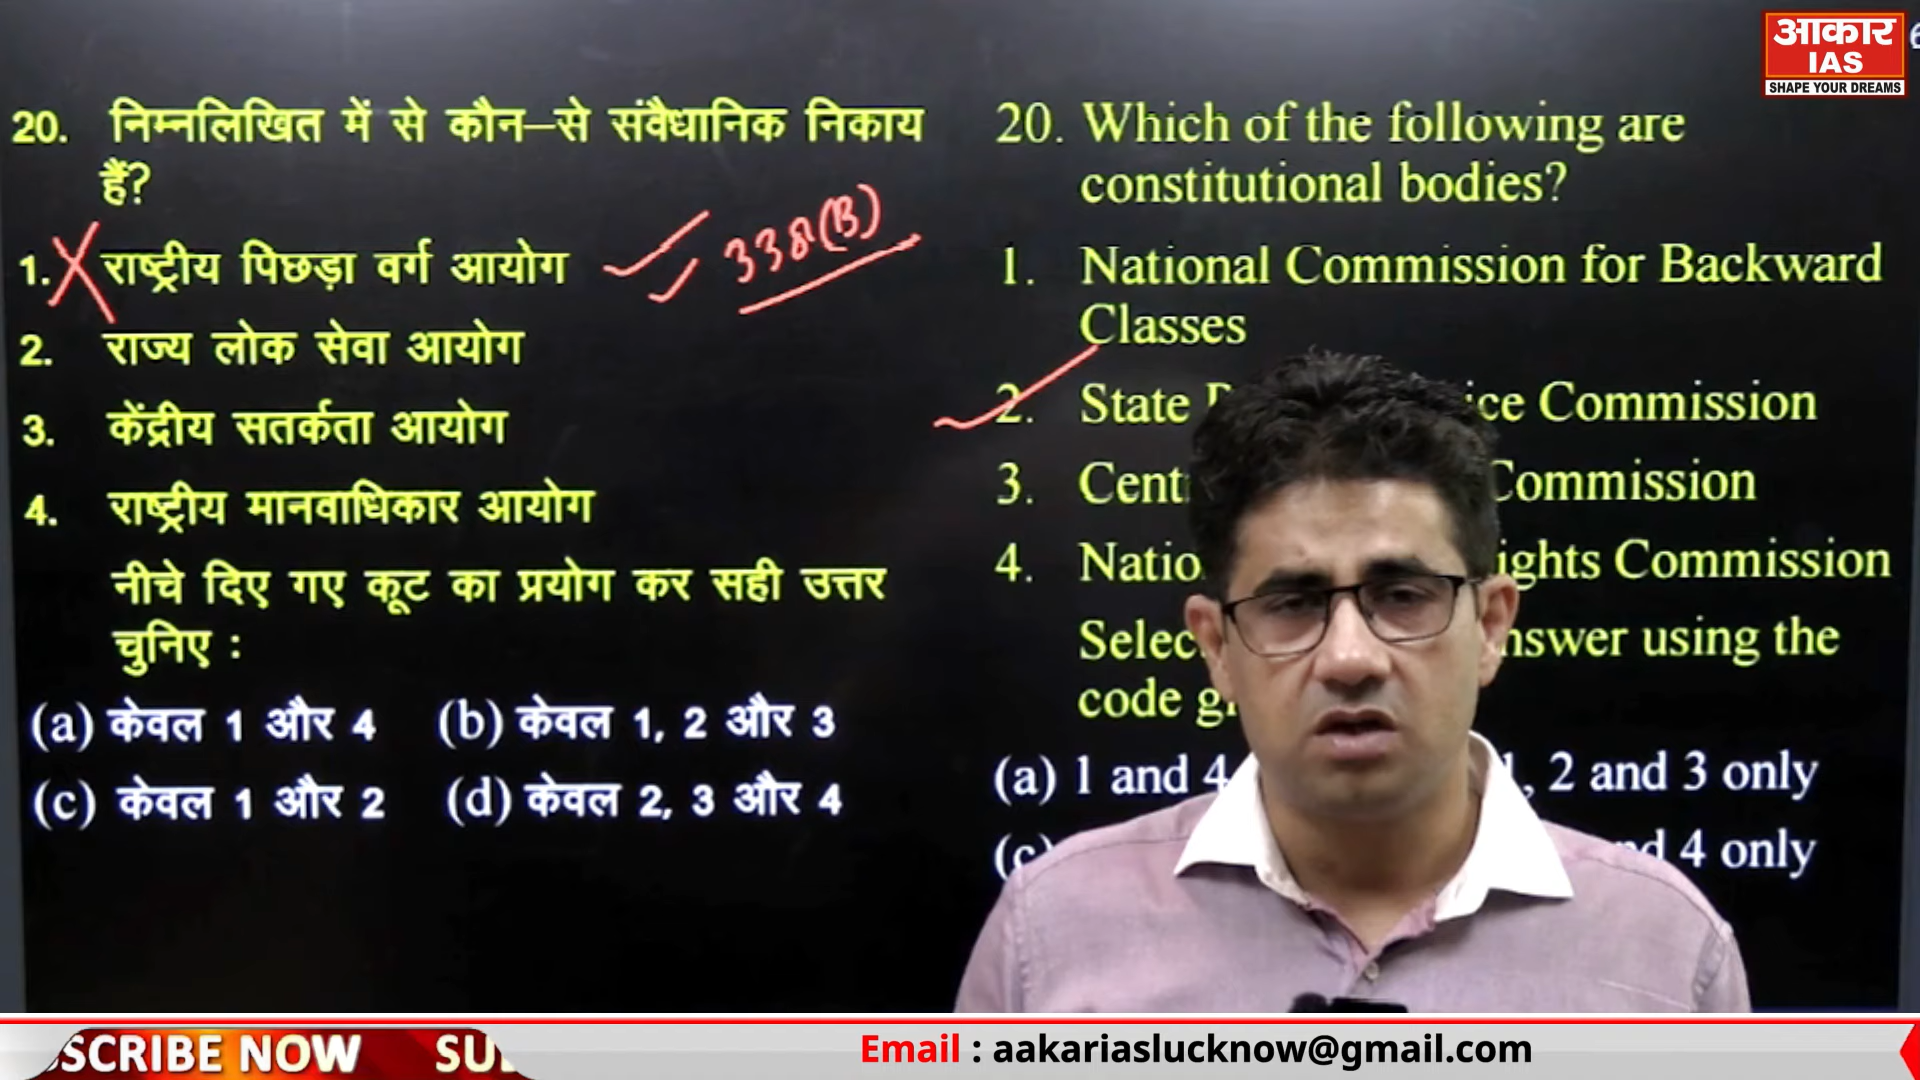 आकार
IAS
SHAPE YOUR DREAMS
20. निम्नलिखित में से कौन–से संवैधानिक निकाय
हैं?
1. राष्ट्रीय पिछड़ा वर्ग आयोग
338(B)
2. राज्य लोक सेवा आयोग
3. केंद्रीय सतर्कता आयोग
4. राष्ट्रीय मानवाधिकार आयोग
नीचे दिए गए कूट का प्रयोग कर सही उत्तर
चुनिए :
(a) केवल 1 और 4 (b) केवल 1, 2 और 3
(c) केवल 1 और 2 (d) केवल 2, 3 और 4
20. Which of the following are
constitutional bodies?
1. National Commission for Backward
Classes
2. State Commission
3. Commission
4. Commission
using the
code
(a) 1 and 4 1, 2 and 3 only
(c) 4 only
SCRIBE NOW SU
Email : aakariaslucknow@gmail.com